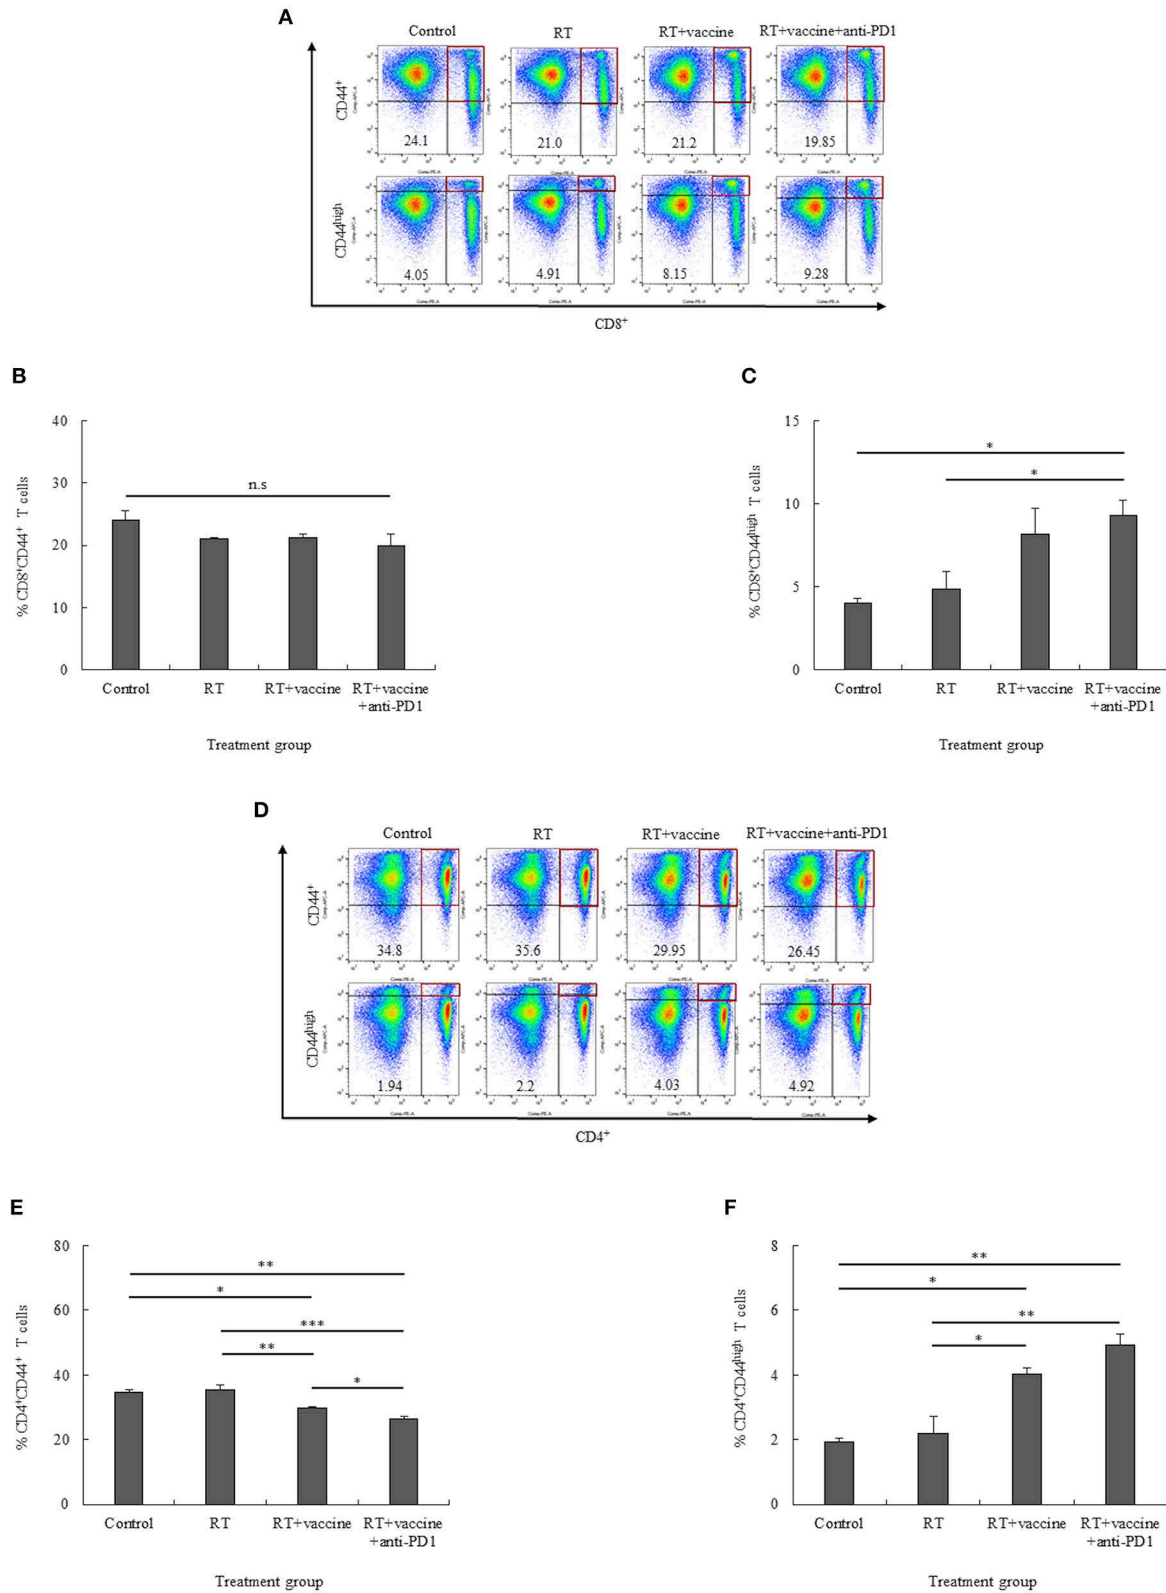 A
Control RT RT+vaccine RT+vaccine+anti-PD1
CD44+
24.1 21.0 21.2 19.85
CD44high
4.05 4.91 8.15 9.28
CD8+
B
% CD8+CD44+ T cells
40
30
20
10
0
n.s
Control RT RT+vaccine RT+vaccine
+anti-PD1
Treatment group
C
% CD8+CD44high T cells
15
10
5
0
*
*
Control RT RT+vaccine RT+vaccine
+anti-PD1
Treatment group
D
Control RT RT+vaccine RT+vaccine+anti-PD1
CD44+
34.8 35.6 29.95 26.45
CD44high
1.94 2.2 4.03 4.92
CD4+
E
% CD4+CD44+ T cells
80
60
40
20
0
**
*
***
**
*
Control RT RT+vaccine RT+vaccine
+anti-PD1
Treatment group
F
% CD4+CD44high T cells
8
6
4
2
0
**
*
**
*
Control RT RT+vaccine RT+vaccine
+anti-PD1
Treatment group